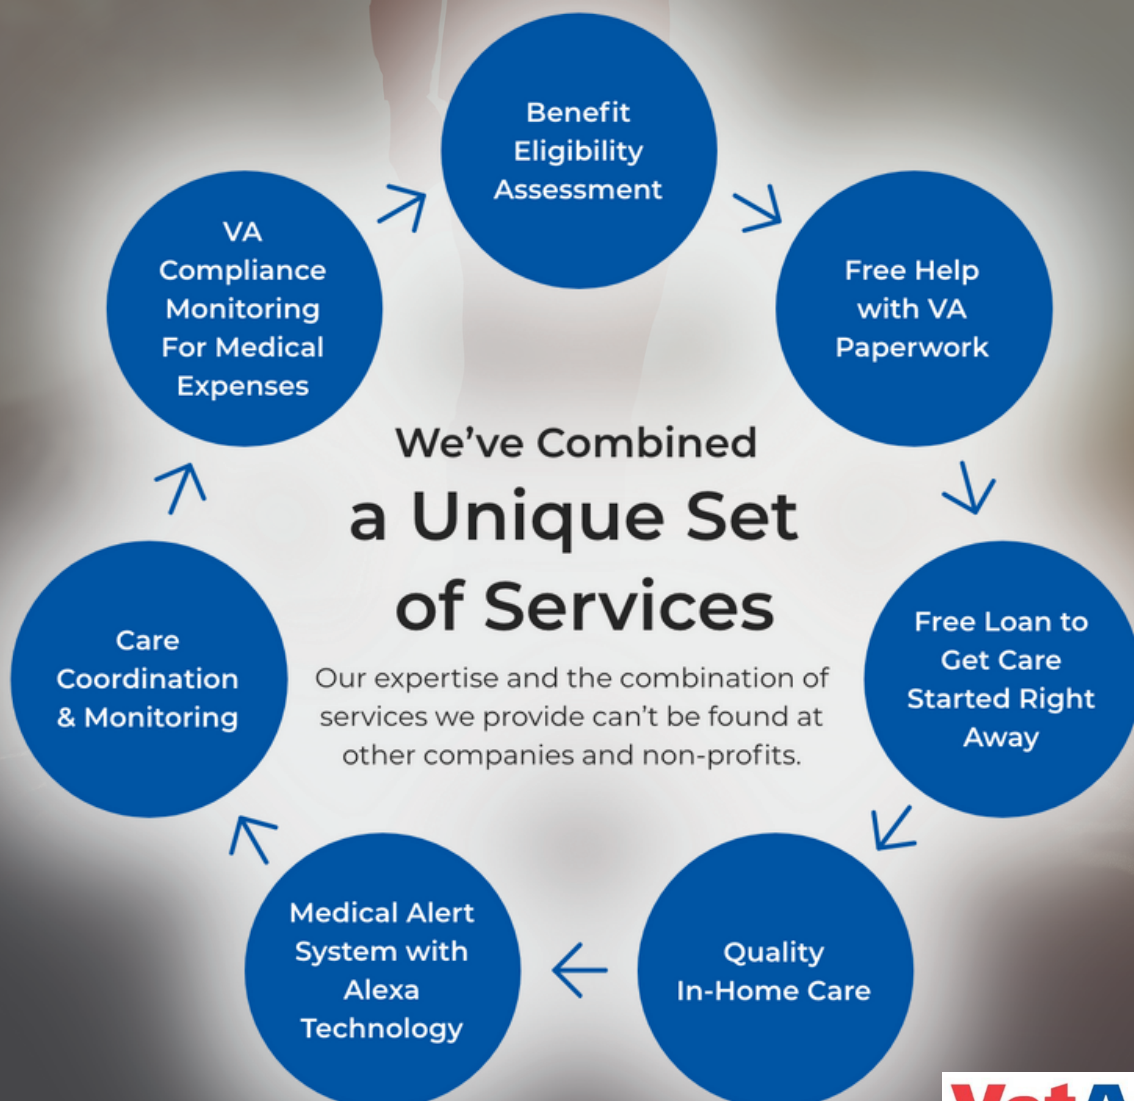 Benefit
Eligibility
Assessment
Free Help
with VA
Paperwork
Free Loan to
Get Care
Started Right
Away
Quality
In-Home Care
Medical Alert
System with
Alexa
Technology
Care
Coordination
& Monitoring
VA
Compliance
Monitoring
For Medical
Expenses
We’ve Combined
a Unique Set
of Services
Our expertise and the combination of
services we provide can’t be found at
other companies and non-profits.